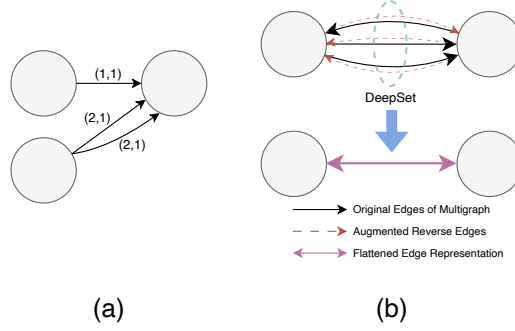 (1,1)
(2,1)
(2,1)
DeepSet
Original Edges of Multigraph
Augmented Reverse Edges
Flattened Edge Representation
(a)
(b)